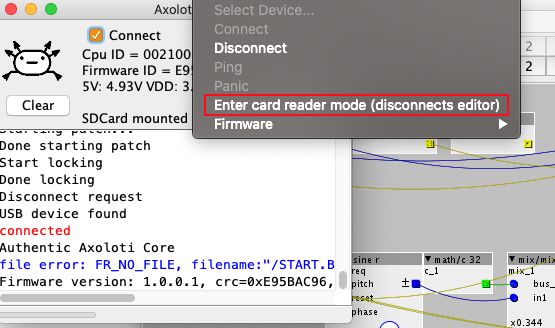 Axolo
Connect
Cpu ID = 002100
Firmware ID = E95
5V: 4.93V VDD: 3.
Clear
SDCard mounted
Select Device...
Connect
Disconnect
Ping
Panic
Enter card reader mode (disconnects editor)
Firmware
2
2
Starting patch...
Done starting patch
Start locking
Done locking
Disconnect request
USB device found
connected
Authentic Axoloti Core
file error: FR_NO_FILE, filename:"/START.B
Firmware version: 1.0.0.1, crc=0xE95BAC96,
sine r
req
pitch
reset
phase
math/c 32
c_1
mix/mix
mix_1
bus_
in1
x0.344